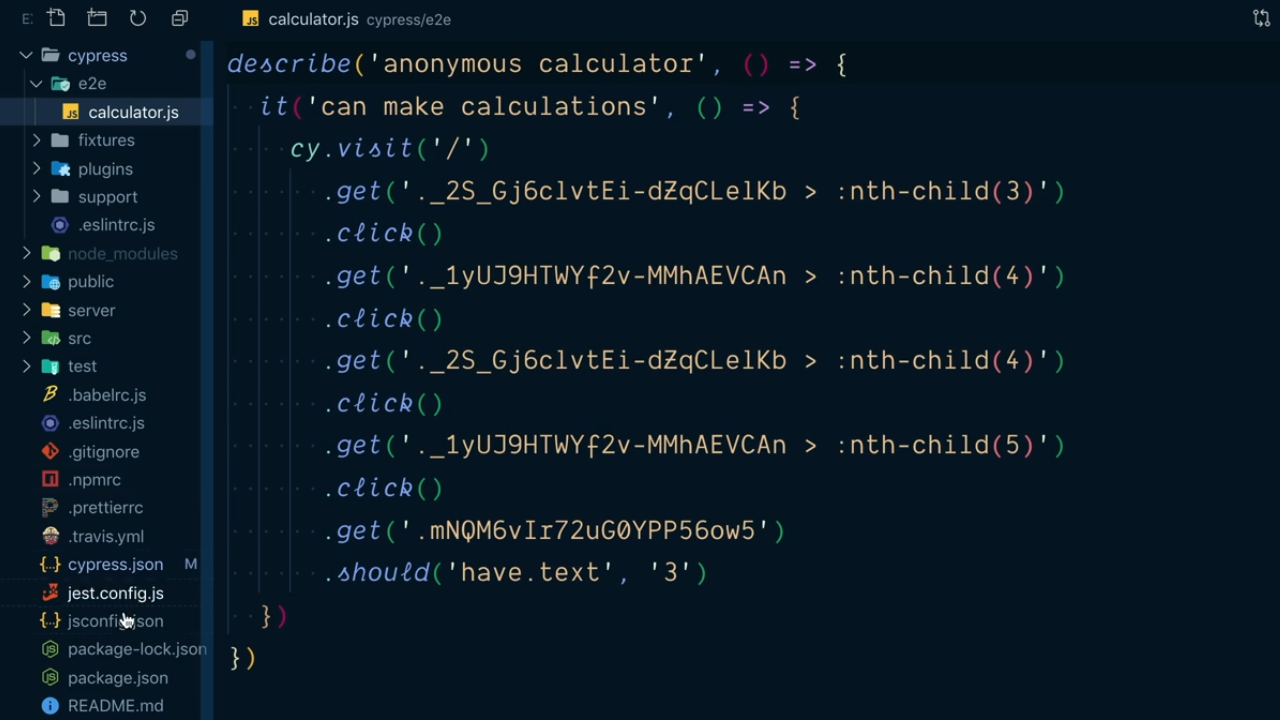 E:
calculator.js cypress/e2e
cypress
e2e
calculator.js
fixtures
plugins
support
.eslintrc.js
node_modules
public
server
src
test
.babelrc.js
.eslintrc.js
.gitignore
.npmrc
.prettierrc
.travis.yml
cypress.json M
jest.config.js
jsconfig.json
package-lock.json
package.json
README.md
describe('anonymous calculator', () => {
it('can make calculations', () => {
cy.visit('/')
.get('._2S_Gj6clvtEi-dZqCLelKb > :nth-child(3)')
.click()
.get('._1yUJ9HTWYf2v-MMhAEVCAn > :nth-child(4)')
.click()
.get('._2S_Gj6clvtEi-dZqCLelKb > :nth-child(4)')
.click()
.get('._1yUJ9HTWYf2v-MMhAEVCAn > :nth-child(5)')
.click()
.get('.mNQM6vIr72uG0YPP56ow5')
.should('have.text', '3')
})
})